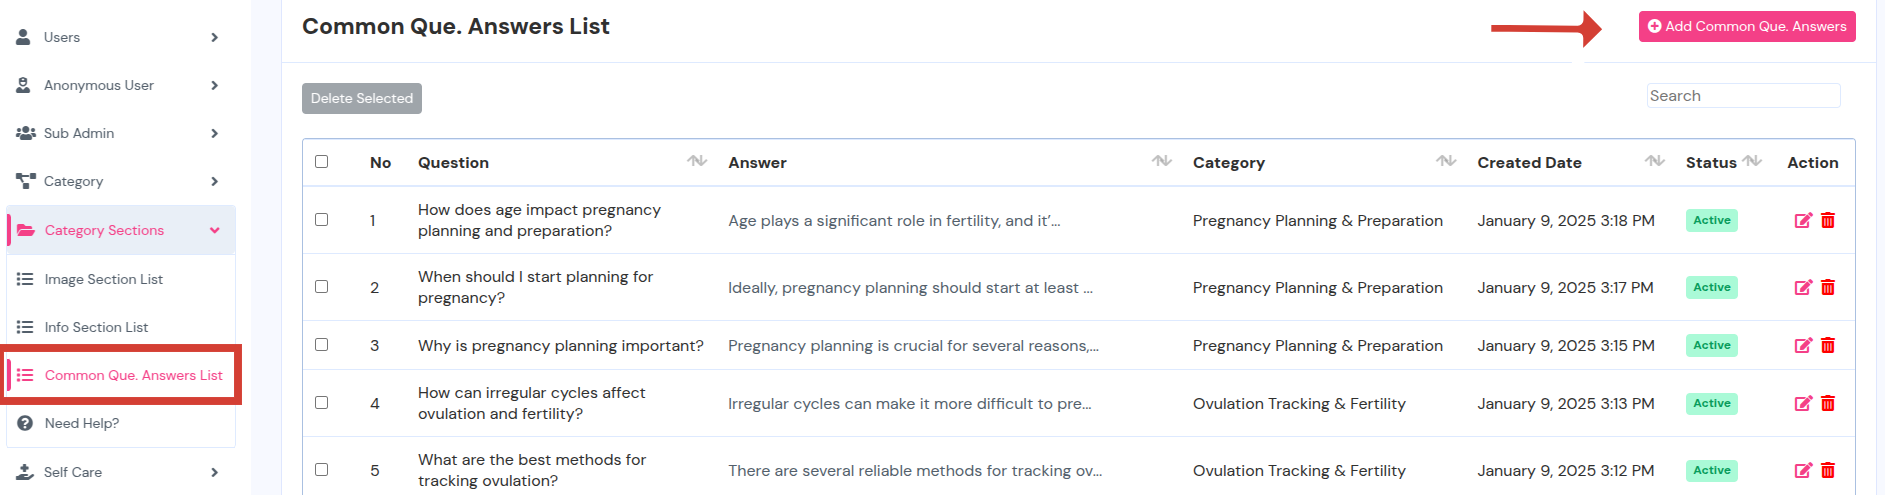 Users
Anonymous User
Sub Admin
Category
Category Sections
Image Section List
Info Section List
Common Que. Answers List
Need Help?
Self Care
Common Que. Answers List
Add Common Que. Answers
Delete Selected
Search
No Question Answer Category Created Date Status Action
1 How does age impact pregnancy
planning and preparation? Age plays a significant role in fertility, and it’... Pregnancy Planning & Preparation January 9, 2025 3:18 PM Active
2 When should I start planning for
pregnancy? Ideally, pregnancy planning should start at least ... Pregnancy Planning & Preparation January 9, 2025 3:17 PM Active
3 Why is pregnancy planning important? Pregnancy planning is crucial for several reasons,... Pregnancy Planning & Preparation January 9, 2025 3:15 PM Active
4 How can irregular cycles affect
ovulation and fertility? Irregular cycles can make it more difficult to pre... Ovulation Tracking & Fertility January 9, 2025 3:13 PM Active
5 What are the best methods for
tracking ovulation? There are several reliable methods for tracking ov... Ovulation Tracking & Fertility January 9, 2025 3:12 PM Active